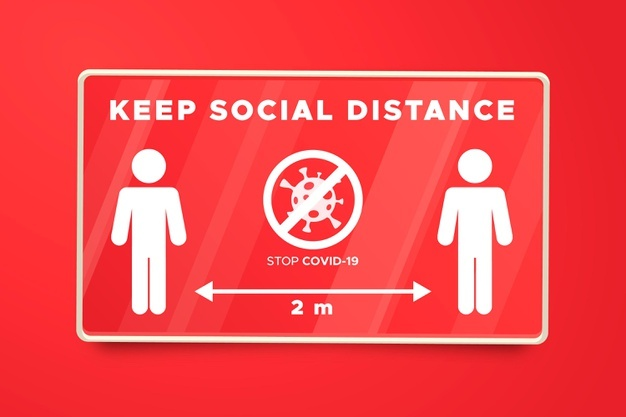 KEEP SOCIAL DISTANCE
STOP COVID-19
2 m